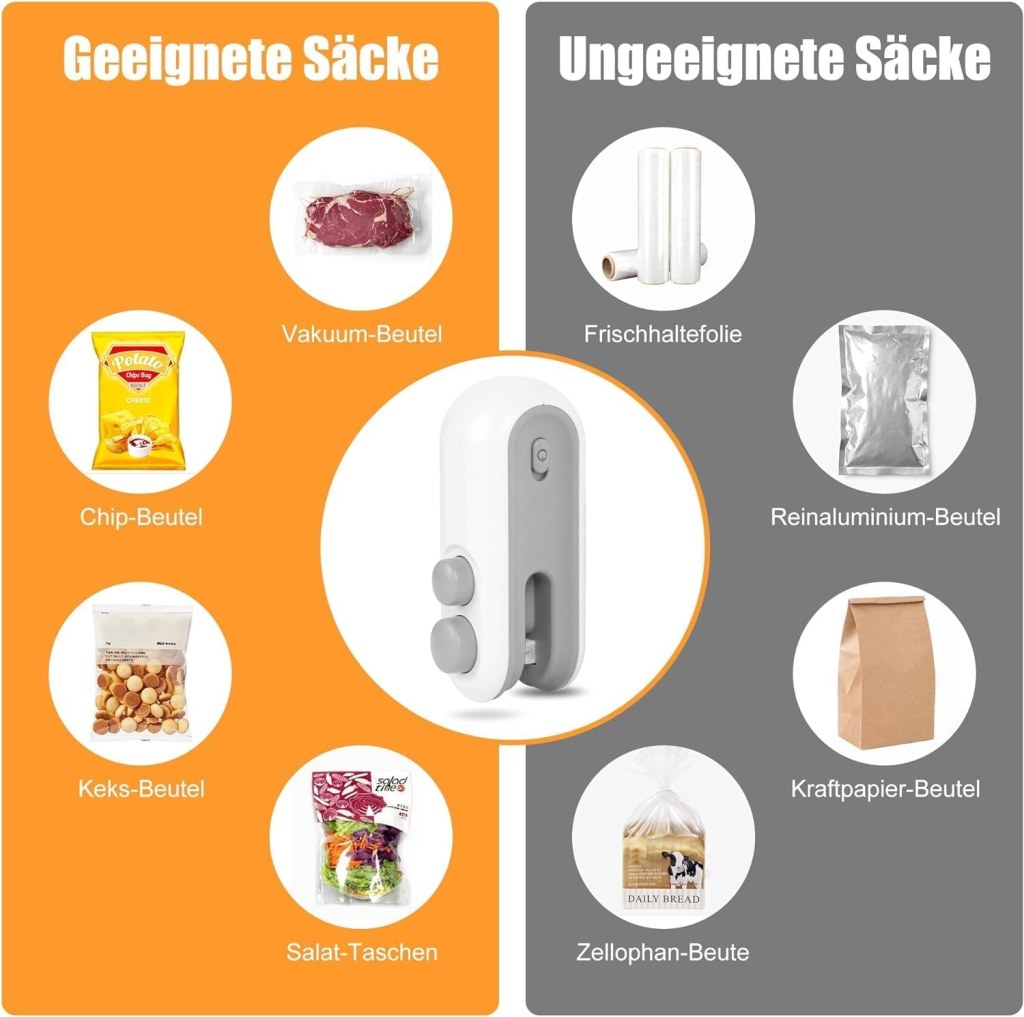 Geeignete Säcke
Ungeeignete Säcke
Vakuum-Beutel
Frischhaltefolie
Potato
Chips Bag
CHEESE
Chip-Beutel
Reinaluminium-Beutel
Keks-Beutel
Kraftpapier-Beutel
salad
time
Salat-Taschen
DAILY BREAD
Zellophan-Beute